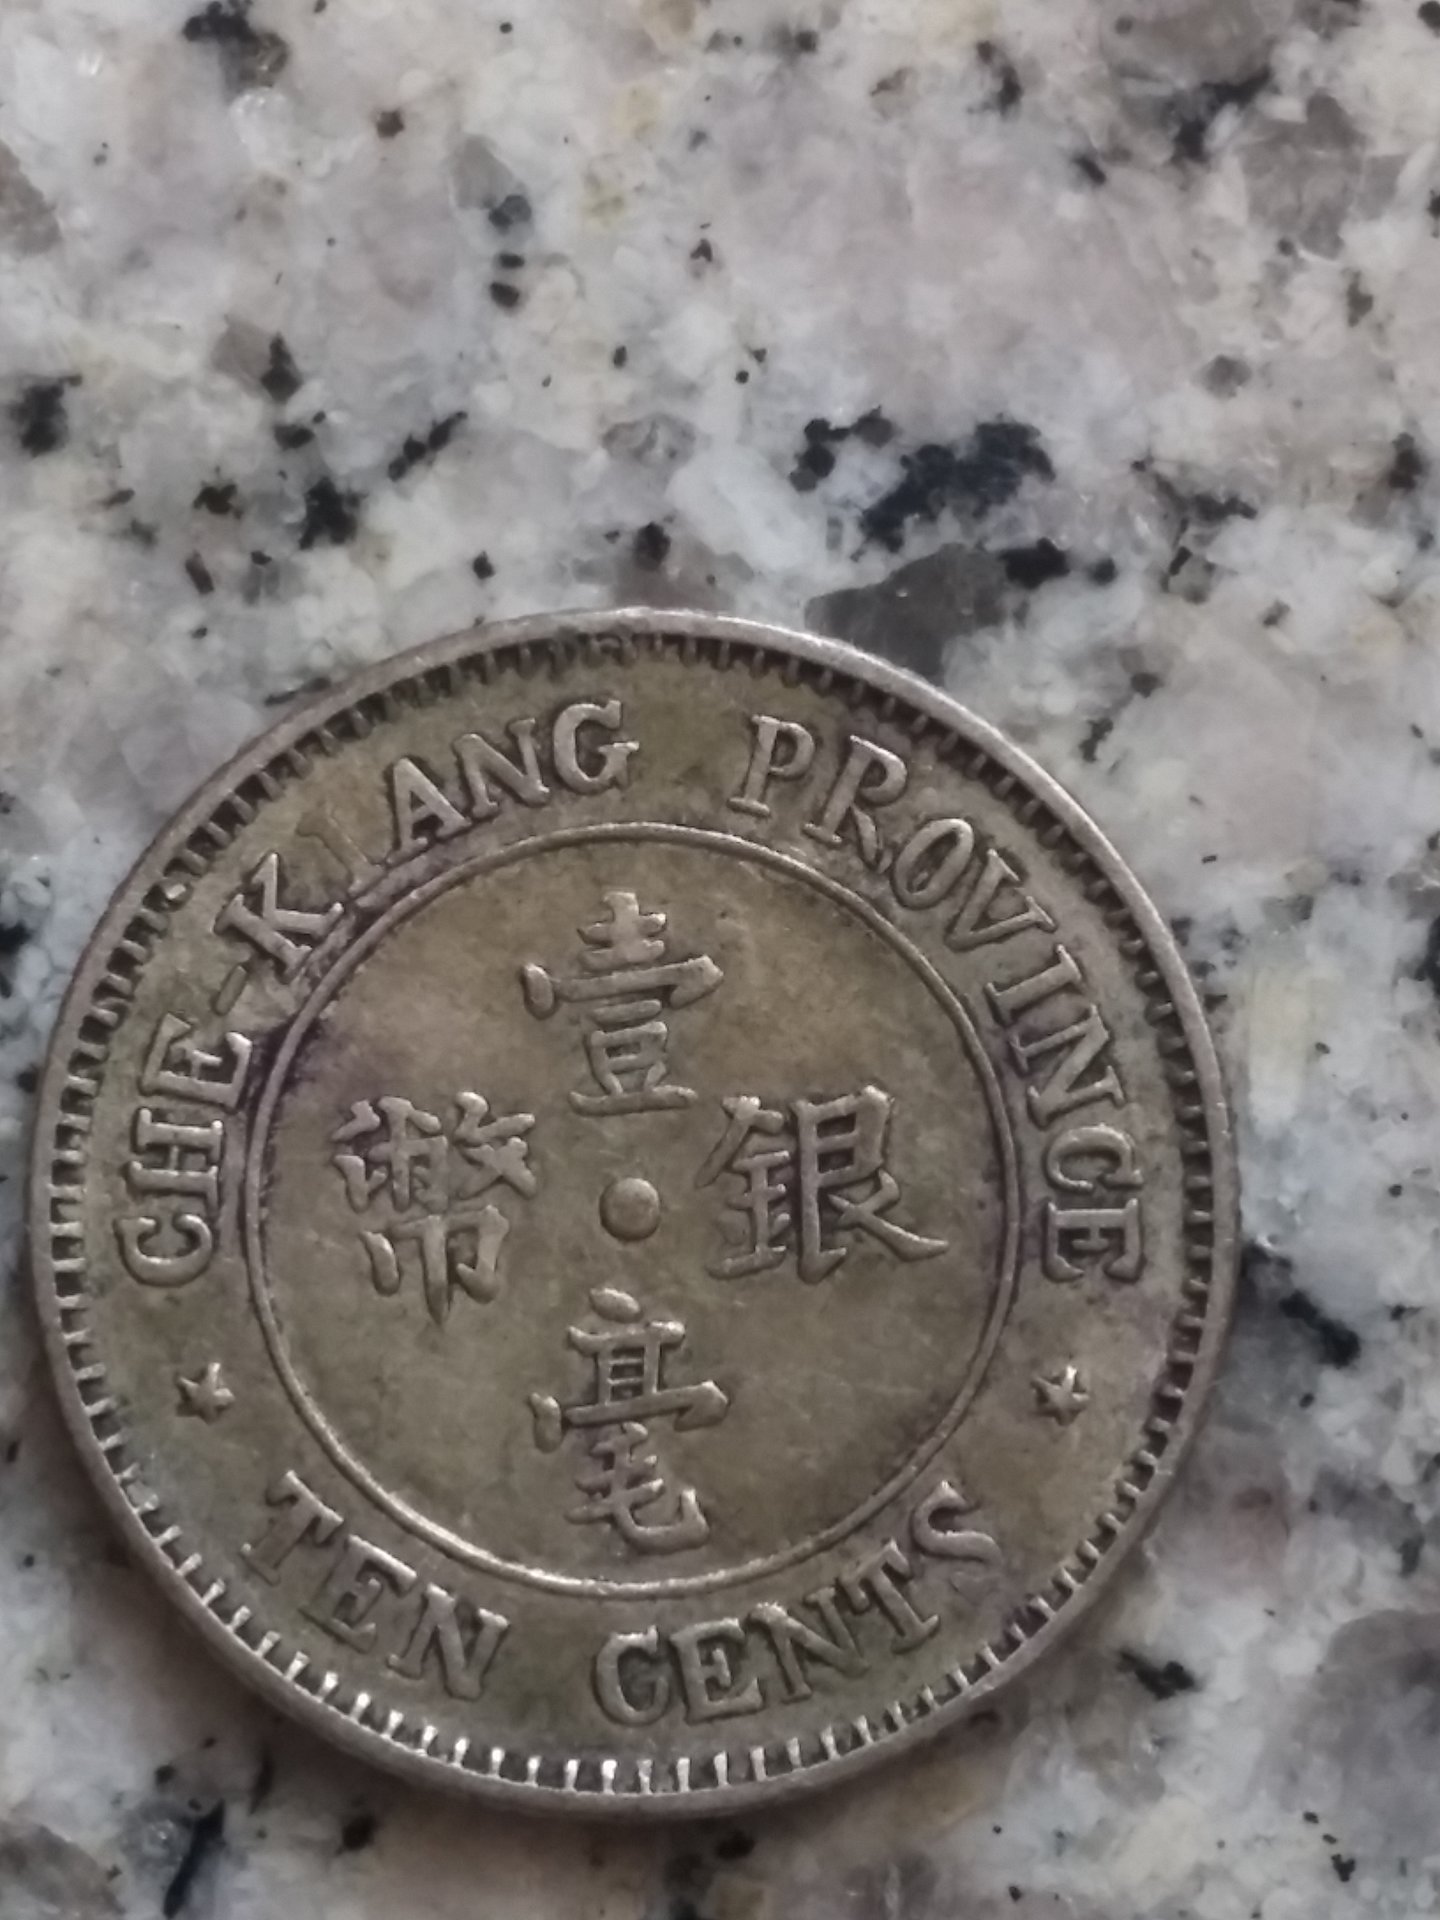 CHE-KIANG PROVINCE
壹
幣 銀
毫
TEN CENTS